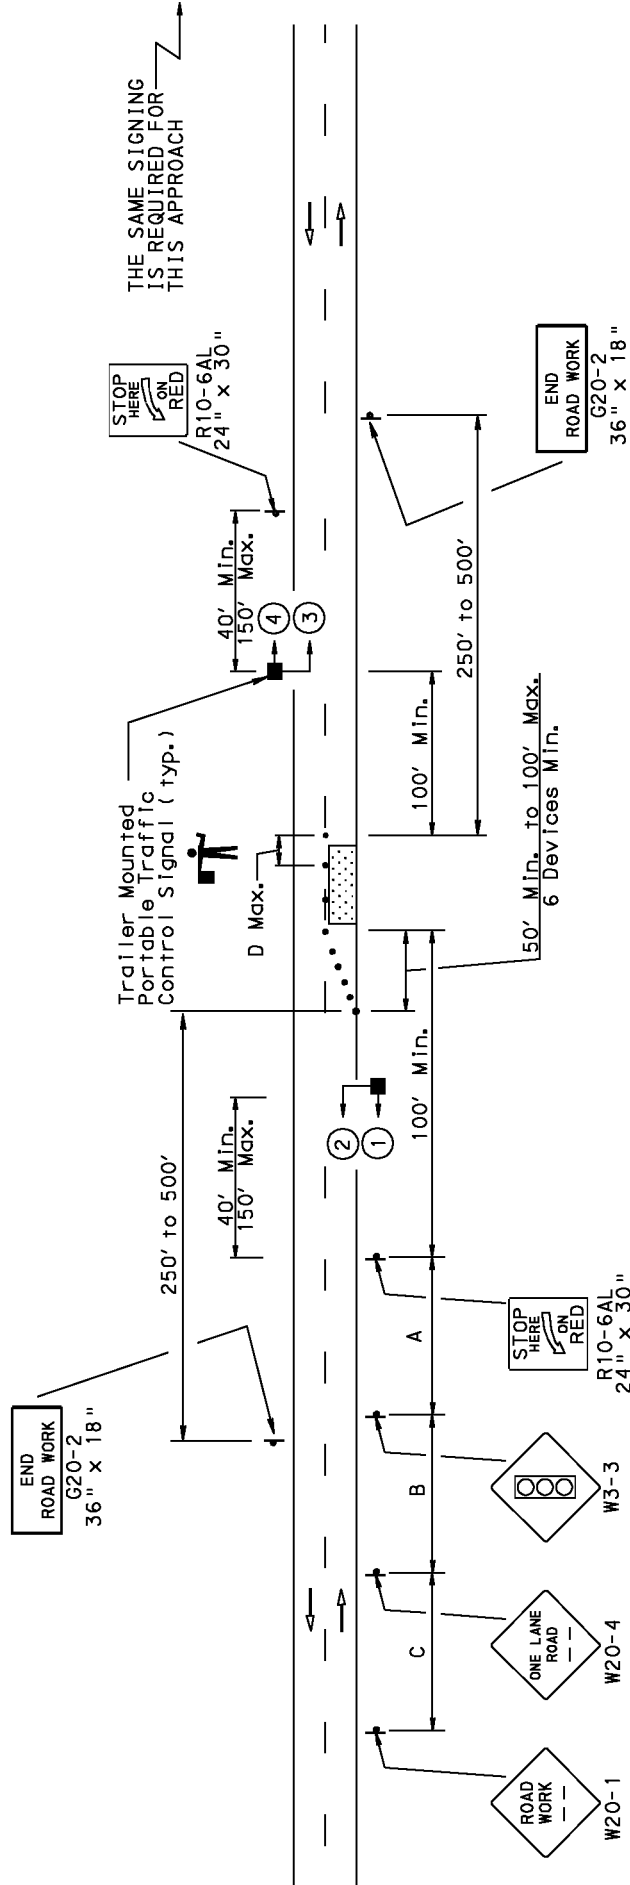 THE SAME SIGNING
IS REQUIRED FOR
THIS APPROACH
STOP
HERE
ON
RED
R10-6AL
24" x 30"
END
ROAD WORK
G20-2
36" x 18"
40' Min.
150' Max.
4
3
250' to 500'
100' Min.
50' Min. to 100' Max.
6 Devices Min.
Trailer Mounted
Portable Traffic
Control Signal (typ.)
D Max.
250' to 500'
40' Min.
150' Max.
2
1
100' Min.
END
ROAD WORK
G20-2
36" x 18"
A
B
C
STOP
HERE
ON
RED
R10-6AL
24" x 30"
W3-3
ONE LANE
ROAD
W20-4
ROAD
WORK
W20-1